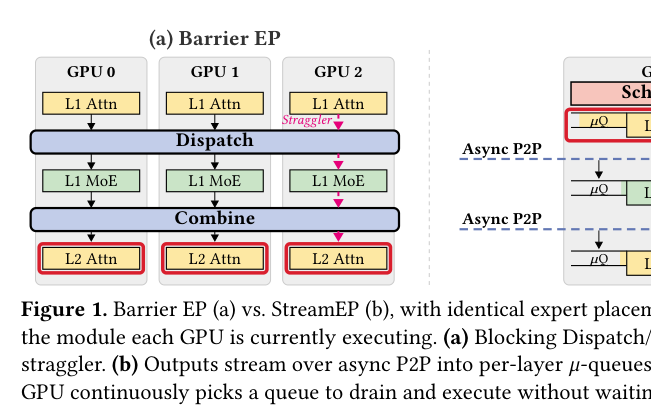 (a) Barrier EP
GPU 0 GPU 1 GPU 2
L1 Attn L1 Attn L1 Attn
Straggler
Dispatch
L1 MoE L1 MoE L1 MoE
Combine
L2 Attn L2 Attn L2 Attn
G
Sch
μQ L
Async P2P
μQ L
Async P2P
μQ L
Figure 1. Barrier EP (a) vs. StreamEP (b), with identical expert placem
the module each GPU is currently executing. (a) Blocking Dispatch/
straggler. (b) Outputs stream over async P2P into per-layer μ-queues
GPU continuously picks a queue to drain and execute without waitin